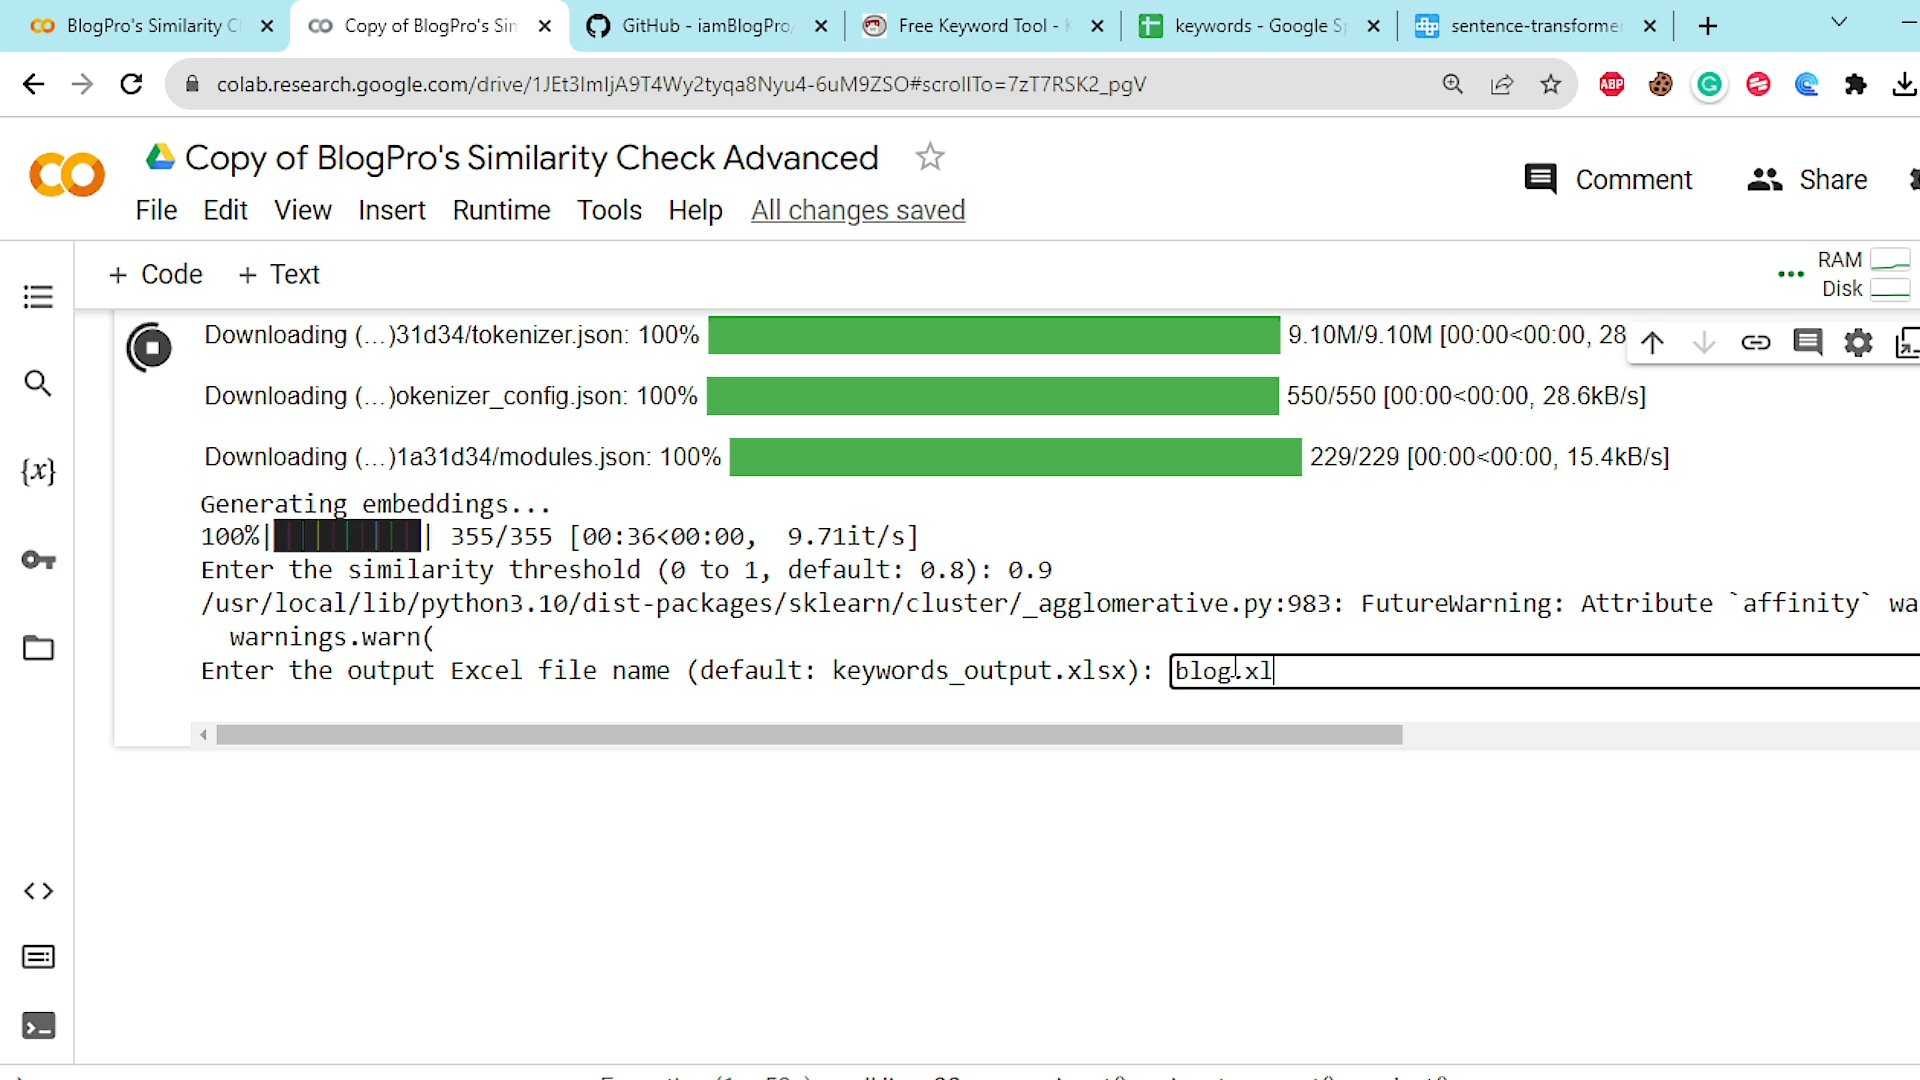 BlogPro's Similarity C
Copy of BlogPro's Sin
GitHub - iamBlogPro/
Free Keyword Tool -
keywords - Google Sp
sentence-transformer
colab.research.google.com/drive/1JEt3ImIjA9T4Wy2tyqa8Nyu4-6uM9ZSO#scrollTo=7zT7RSK2_pgV
ABP
Copy of BlogPro's Similarity Check Advanced
Comment
Share
File Edit View Insert Runtime Tools Help All changes saved
+ Code + Text
RAM
Disk
Downloading (…)31d34/tokenizer.json: 100% 9.10M/9.10M [00:00<00:00, 28
Downloading (…)okenizer_config.json: 100% 550/550 [00:00<00:00, 28.6kB/s]
Downloading (…)1a31d34/modules.json: 100% 229/229 [00:00<00:00, 15.4kB/s]
Generating embeddings...
100%|██████████| 355/355 [00:36<00:00, 9.71it/s]
Enter the similarity threshold (0 to 1, default: 0.8): 0.9
/usr/local/lib/python3.10/dist-packages/sklearn/cluster/_agglomerative.py:983: FutureWarning: Attribute `affinity` wa
warnings.warn(
Enter the output Excel file name (default: keywords_output.xlsx): blog.xl